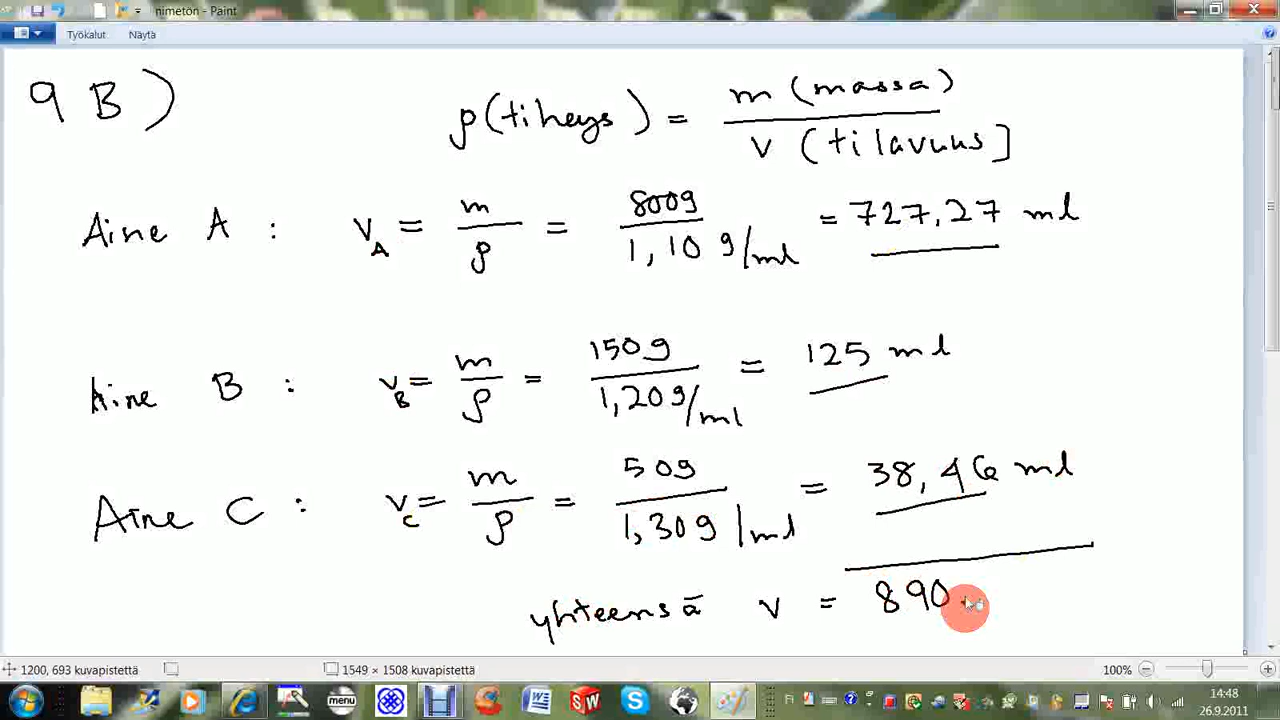 nimetön - Paint
Työkalut Näytä
9 B)
ρ(tiheys) = m (massa) / v (tilavuus]
Aine A : v_A = m / ρ = 800g / 1,10 g/ml = 727,27 ml
Aine B : v_B = m / ρ = 150g / 1,20g/ml = 125 ml
Aine C : v_C = m / ρ = 50g / 1,30g/ml = 38,46 ml
yhteensä v = 890
1200, 693 kuvapistettä 1549 × 1508 kuvapistettä 100%
menu W S FI 14:48
26.9.2011